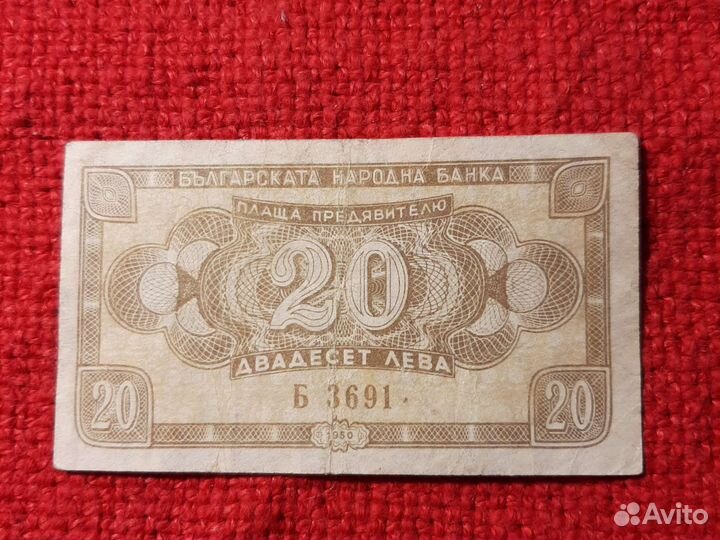 БЪЛГАРСКАТА НАРОДНА БАНКА
ПЛАЩА ПРЕДЯВИТЕЛЮ
20
ДВАДЕСЕТ ЛЕВА
Б 3691
20
1950
20
Avito